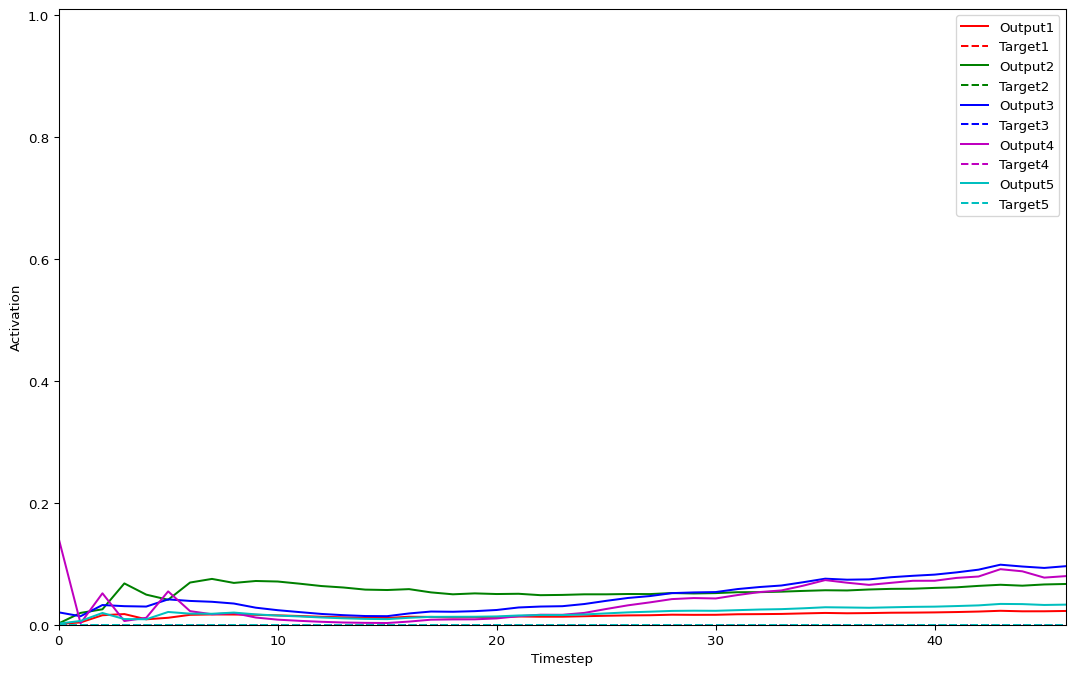 1.0
0.8
0.6
0.4
0.2
0.0
Activation
0
10
20
30
40
Timestep
Output1
Target1
Output2
Target2
Output3
Target3
Output4
Target4
Output5
Target5